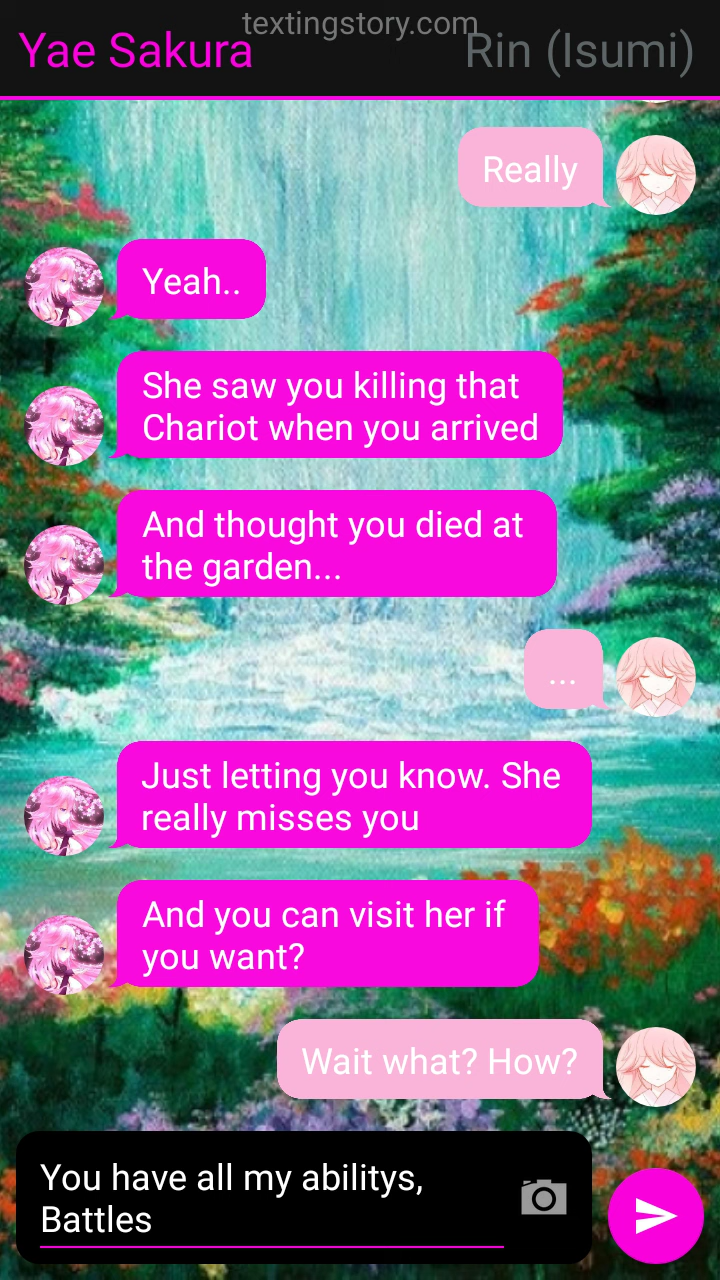 textingstory.com
Yae Sakura
Rin (Isumi)
Really
Yeah..
She saw you killing that
Chariot when you arrived
And thought you died at
the garden...
...
Just letting you know. She
really misses you
And you can visit her if
you want?
Wait what? How?
You have all my abilitys,
Battles